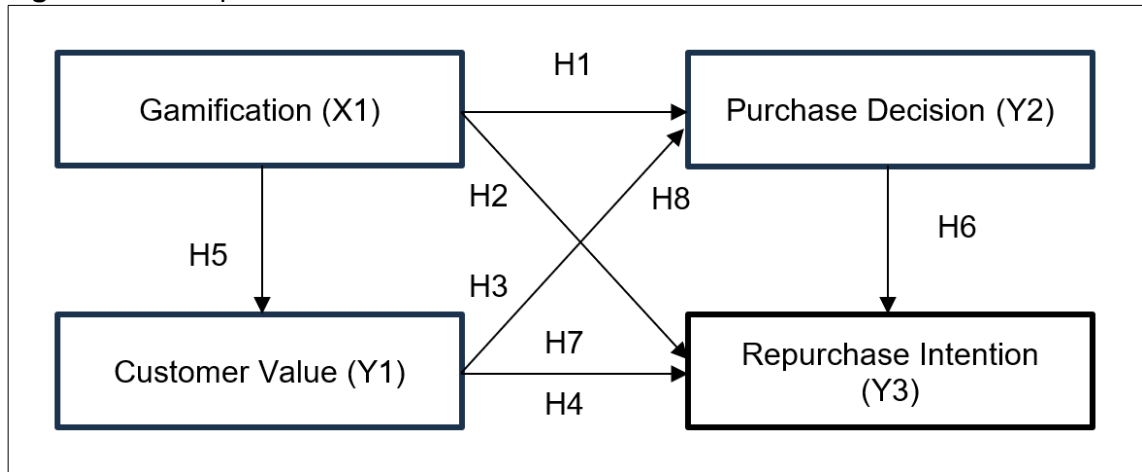 H1
Gamification (X1)
Purchase Decision (Y2)
H2
H8
H5
H6
H3
Customer Value (Y1)
H7
Repurchase Intention
(Y3)
H4